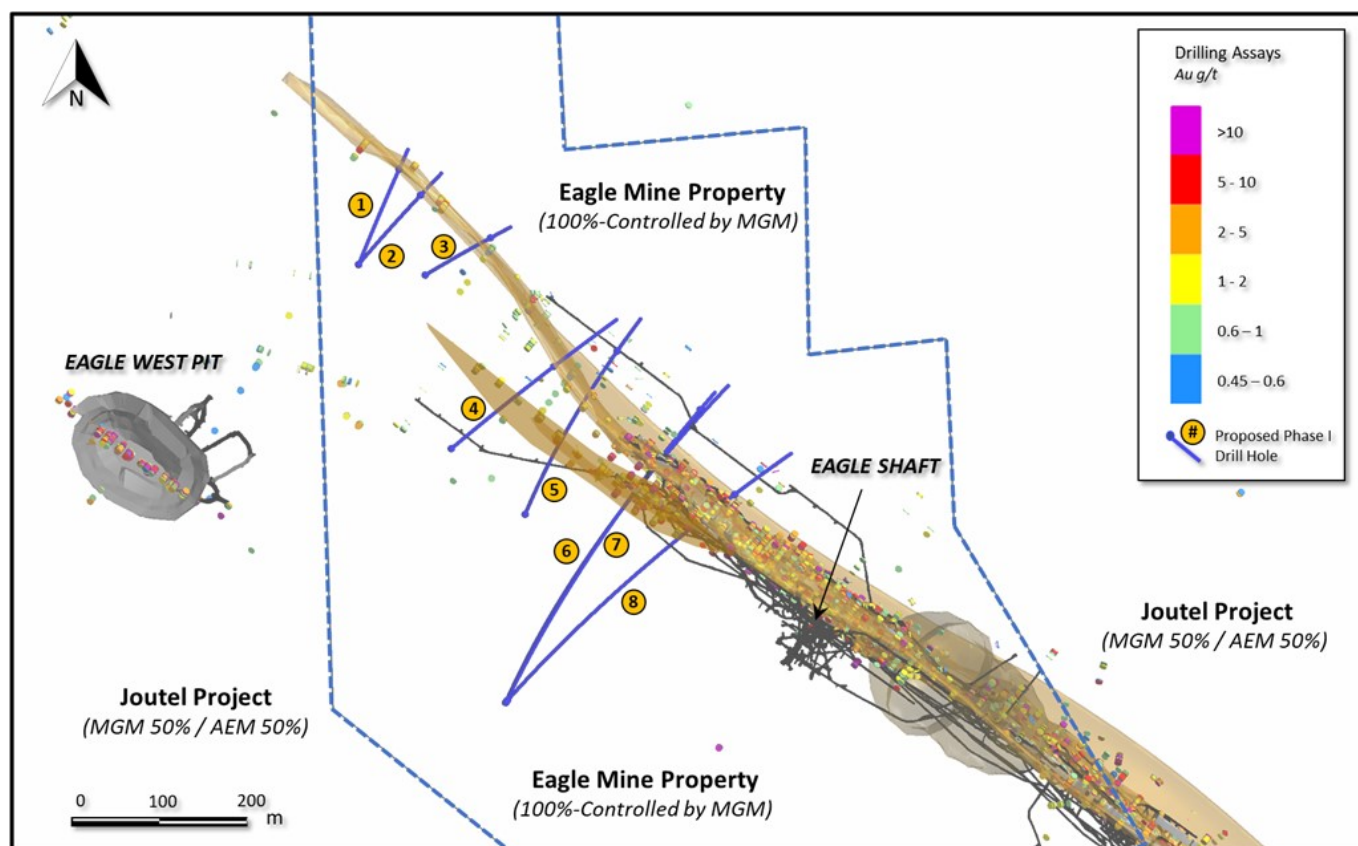 N
Drilling Assays
Au g/t
>10
5 - 10
2 - 5
1 - 2
0.6 – 1
0.45 – 0.6
# Proposed Phase I
Drill Hole
Eagle Mine Property
(100%-Controlled by MGM)
1
2
3
EAGLE WEST PIT
4
EAGLE SHAFT
5
6
7
8
Joutel Project
(MGM 50% / AEM 50%)
Joutel Project
(MGM 50% / AEM 50%)
Eagle Mine Property
(100%-Controlled by MGM)
0 100 200
m